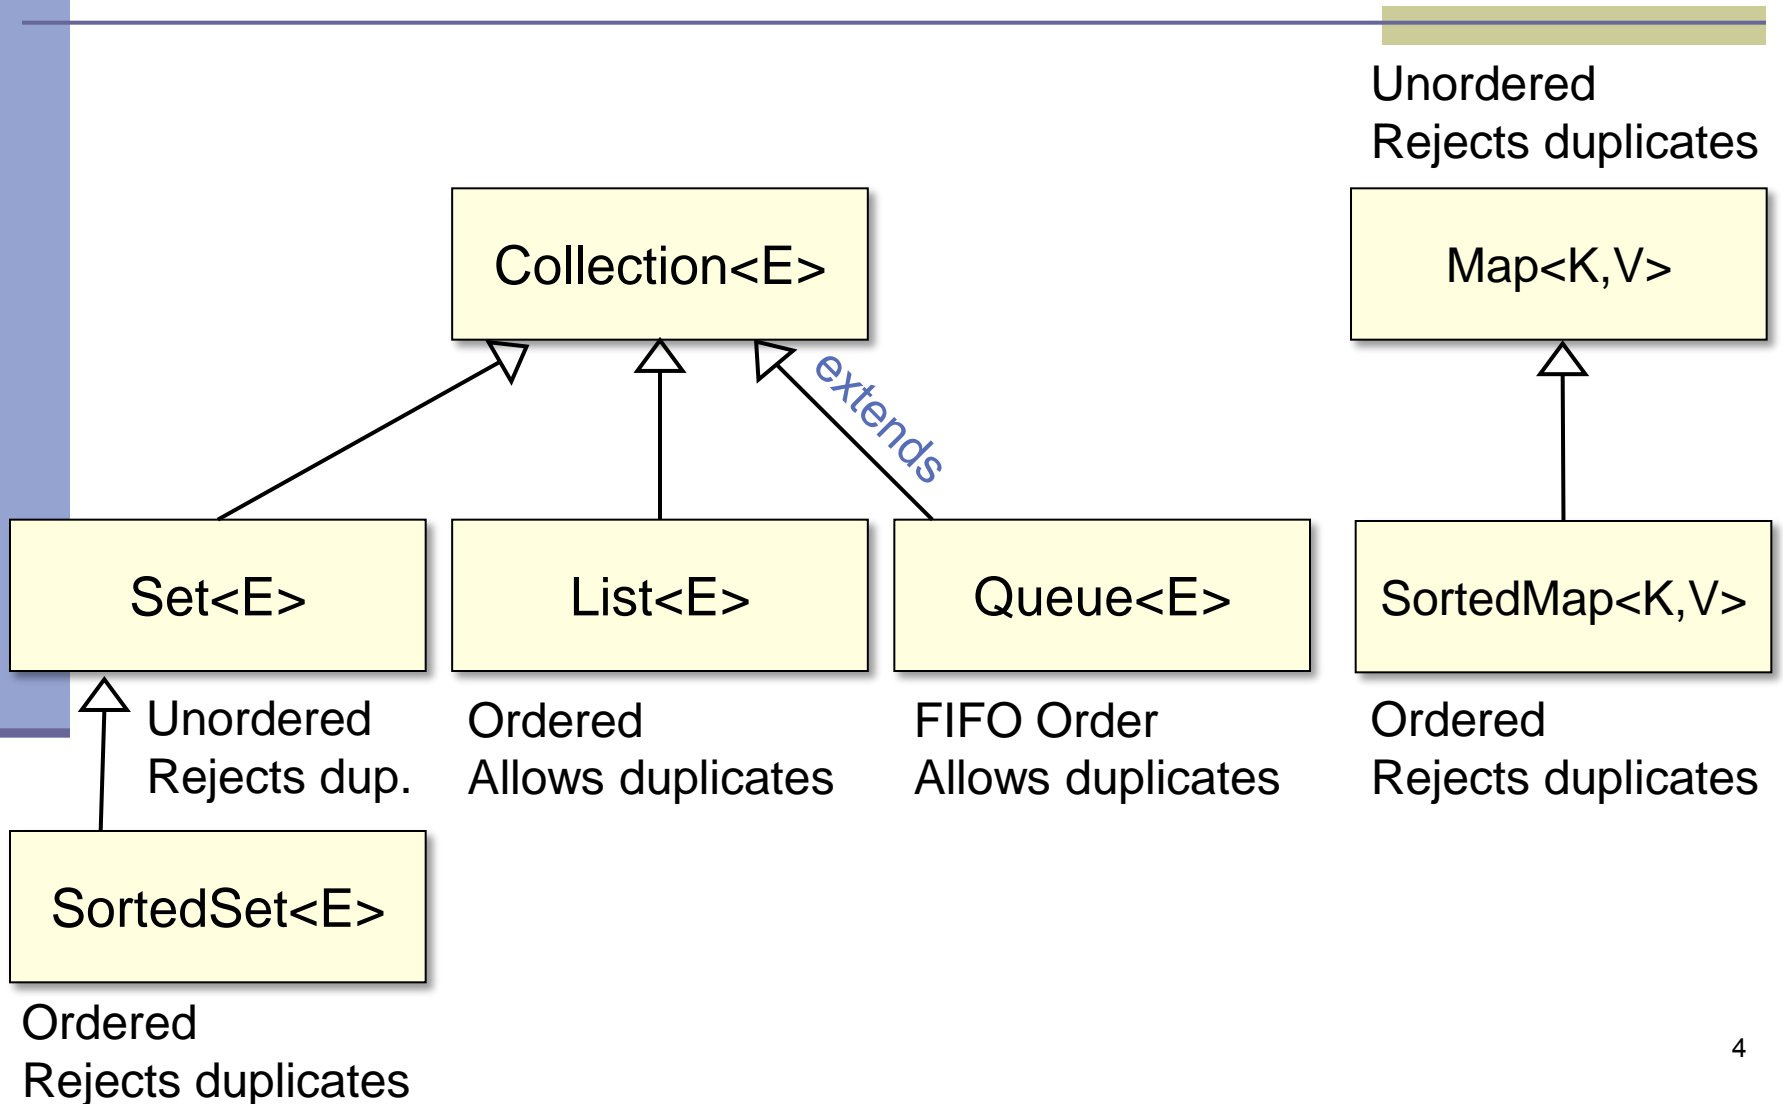 Unordered
Rejects duplicates
Collection<E>
Map<K,V>
extends
Set<E>
List<E>
Queue<E>
SortedMap<K,V>
Unordered
Rejects dup.
Ordered
Allows duplicates
FIFO Order
Allows duplicates
Ordered
Rejects duplicates
SortedSet<E>
Ordered
Rejects duplicates
4